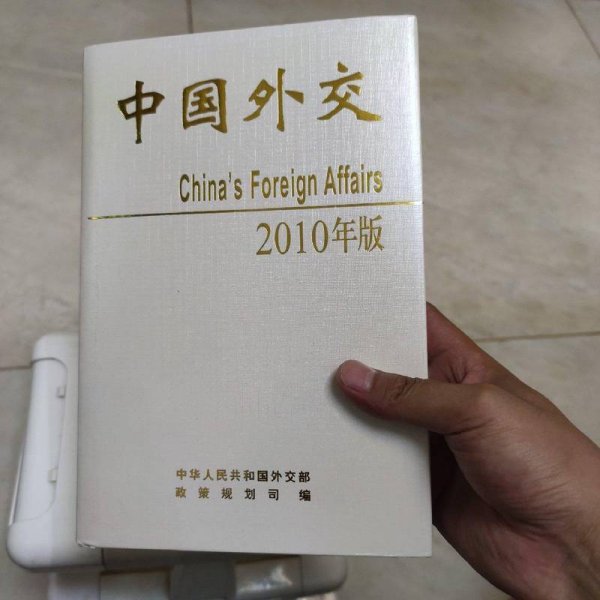 中国外交
China's Foreign Affairs
2010年版
中华人民共和国外交部
政策规划司 编